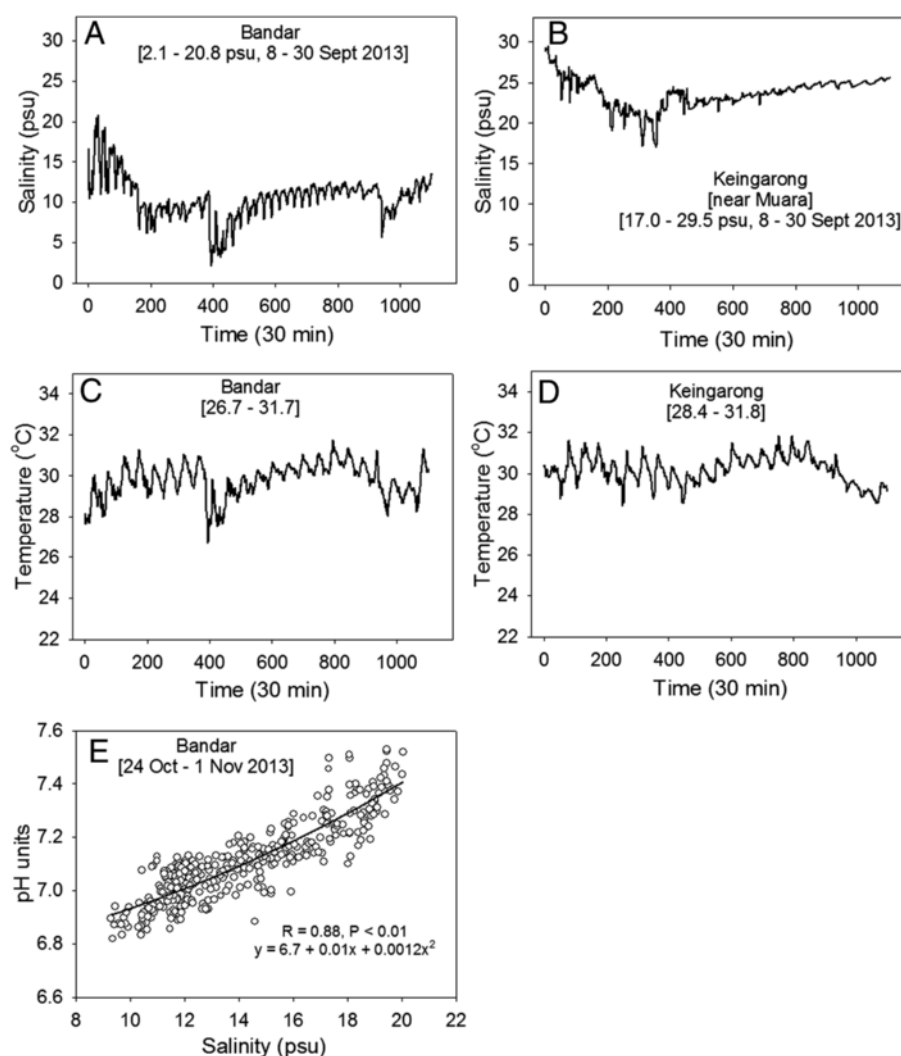 A
Bandar
[2.1 - 20.8 psu, 8 - 30 Sept 2013]
Salinity (psu)
30
25
20
15
10
5
0
0 200 400 600 800 1000
Time (30 min)
B
Keingarong
[near Muara]
[17.0 - 29.5 psu, 8 - 30 Sept 2013]
Salinity (psu)
30
25
20
15
10
5
0
0 200 400 600 800 1000
Time (30 min)
C
Bandar
[26.7 - 31.7]
Temperature (°C)
34
32
30
28
26
24
22
0 200 400 600 800 1000
Time (30 min)
D
Keingarong
[28.4 - 31.8]
Temperature (°C)
34
32
30
28
26
24
22
0 200 400 600 800 1000
Time (30 min)
E
Bandar
[24 Oct - 1 Nov 2013]
pH units
7.6
7.4
7.2
7.0
6.8
6.6
R = 0.88, P < 0.01
y = 6.7 + 0.01x + 0.0012x²
8 10 12 14 16 18 20 22
Salinity (psu)